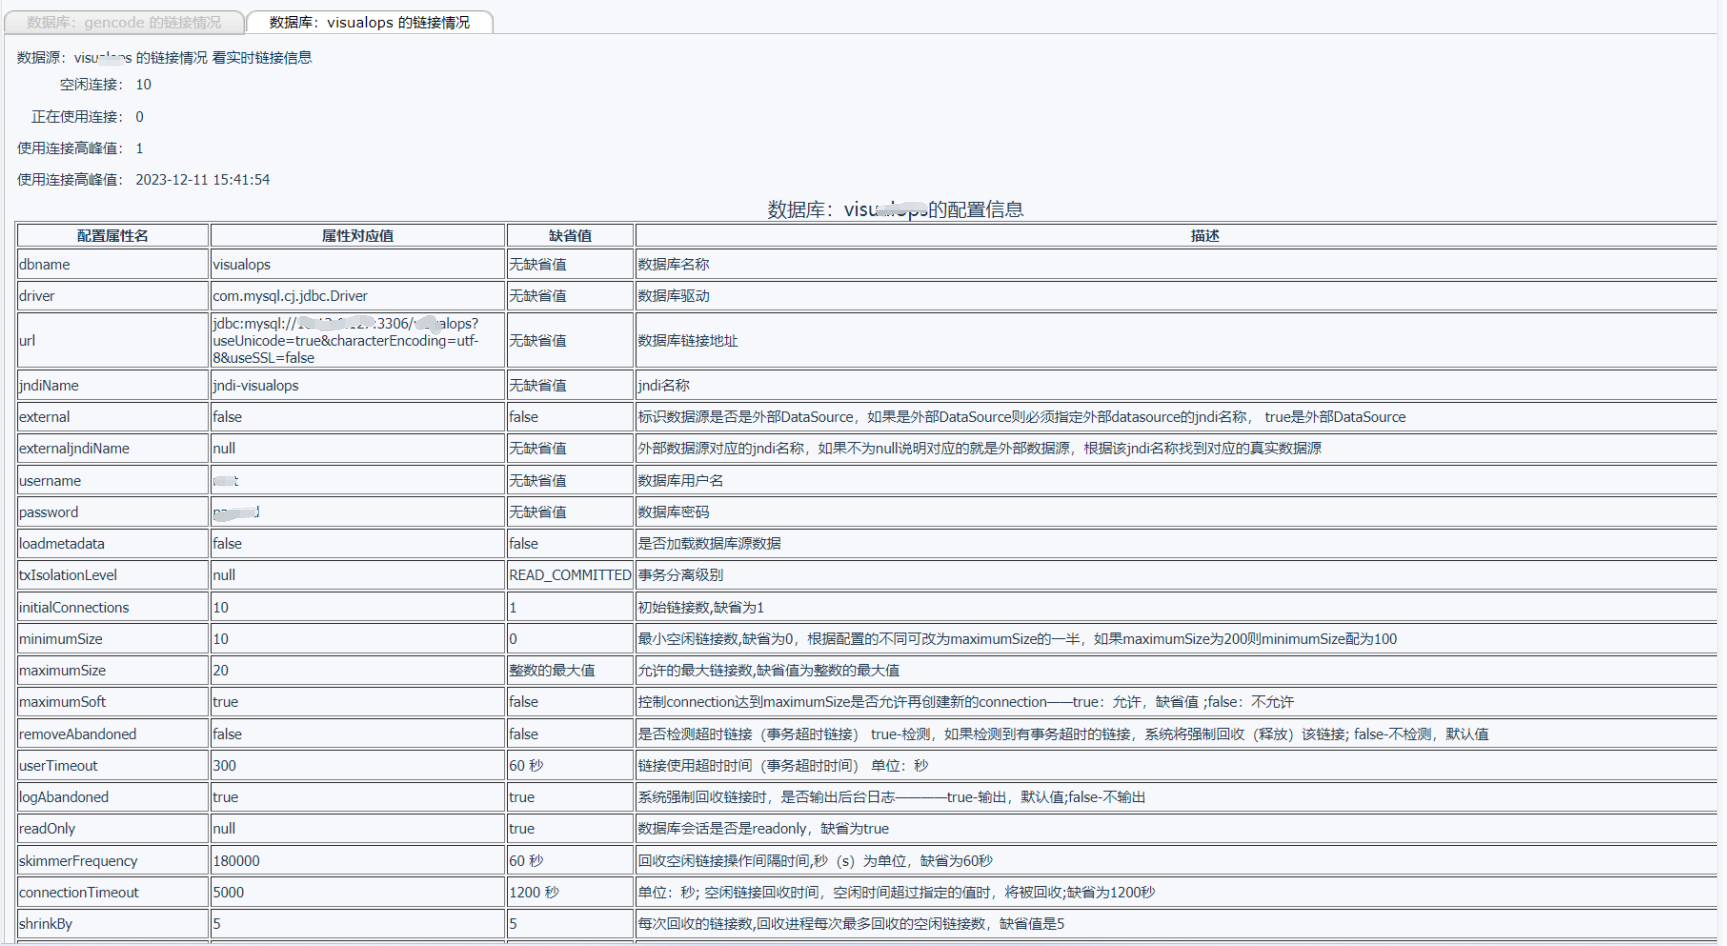 数据库：gencode 的链接情况
数据库：visualops 的链接情况
数据源：visualops 的链接情况 看实时链接信息
空闲连接： 10
正在使用连接： 0
使用连接高峰值： 1
使用连接高峰值： 2023-12-11 15:41:54
数据库：visualops的配置信息
配置属性名 属性对应值 缺省值 描述
dbname visualops 无缺省值 数据库名称
driver com.mysql.cj.jdbc.Driver 无缺省值 数据库驱动
url jdbc:mysql:// :3306/visualops? 无缺省值 数据库链接地址
useUnicode=true&characterEncoding=utf-
8&useSSL=false
jndiName jndi-visualops 无缺省值 jndi名称
external false false 标识数据源是否是外部DataSource，如果是外部DataSource则必须指定外部datasource的jndi名称， true是外部DataSource
externaljndiName null 无缺省值 外部数据源对应的jndi名称，如果不为null说明对应的就是外部数据源，根据该jndi名称找到对应的真实数据源
username 无缺省值 数据库用户名
password 无缺省值 数据库密码
loadmetadata false false 是否加载数据库源数据
txIsolationLevel null READ_COMMITTED 事务分离级别
initialConnections 10 1 初始链接数,缺省为1
minimumSize 10 0 最小空闲链接数,缺省为0，根据配置的不同可改为maximumSize的一半，如果maximumSize为200则minimumSize配为100
maximumSize 20 整数的最大值 允许的最大链接数,缺省值为整数的最大值
maximumSoft true false 控制connection达到maximumSize是否允许再创建新的connection——true：允许，缺省值 ;false：不允许
removeAbandoned false false 是否检测超时链接（事务超时链接） true-检测，如果检测到有事务超时的链接，系统将强制回收（释放）该链接; false-不检测，默认值
userTimeout 300 60 秒 链接使用超时时间（事务超时时间） 单位：秒
logAbandoned true true 系统强制回收链接时，是否输出后台日志————true-输出，默认值;false-不输出
readOnly null true 数据库会话是否是readonly，缺省为true
skimmerFrequency 180000 60 秒 回收空闲链接操作间隔时间,秒（s）为单位，缺省为60秒
connectionTimeout 5000 1200 秒 单位：秒; 空闲链接回收时间，空闲时间超过指定的值时，将被回收;缺省为1200秒
shrinkBy 5 5 每次回收的链接数,回收进程每次最多回收的空闲链接数，缺省值是5